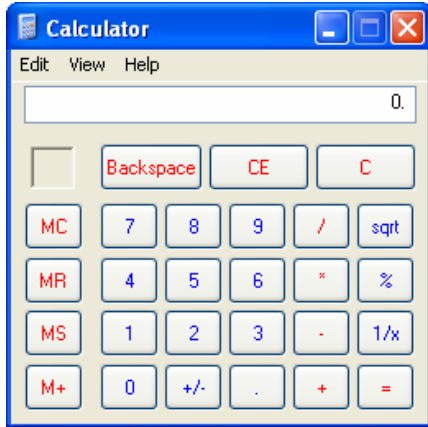 Calculator
Edit View Help
0.
Backspace CE C
MC 7 8 9 / sqrt
MR 4 5 6 * %
MS 1 2 3 - 1/x
M+ 0 +/- . + =